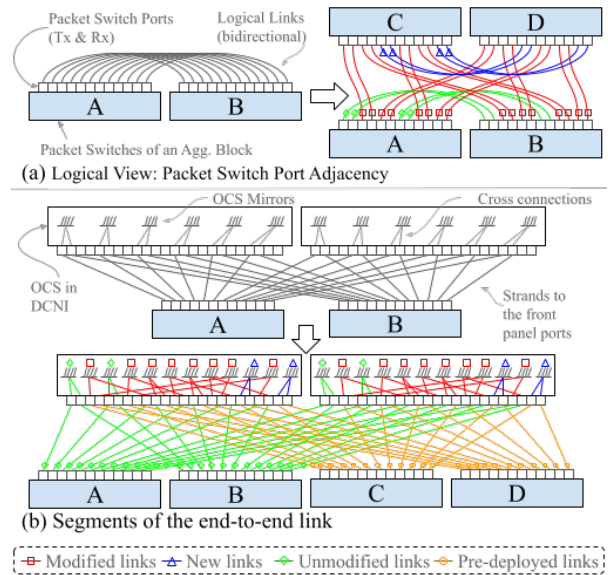 Packet Switch Ports
(Tx & Rx)
Logical Links
(bidirectional)
C
D
A
B
A
B
Packet Switches of an Agg. Block
(a) Logical View: Packet Switch Port Adjacency
OCS Mirrors
Cross connections
OCS in
DCNI
A
B
Strands to
the front
panel ports
A
B
C
D
(b) Segments of the end-to-end link
Modified links
New links
Unmodified links
Pre-deployed links